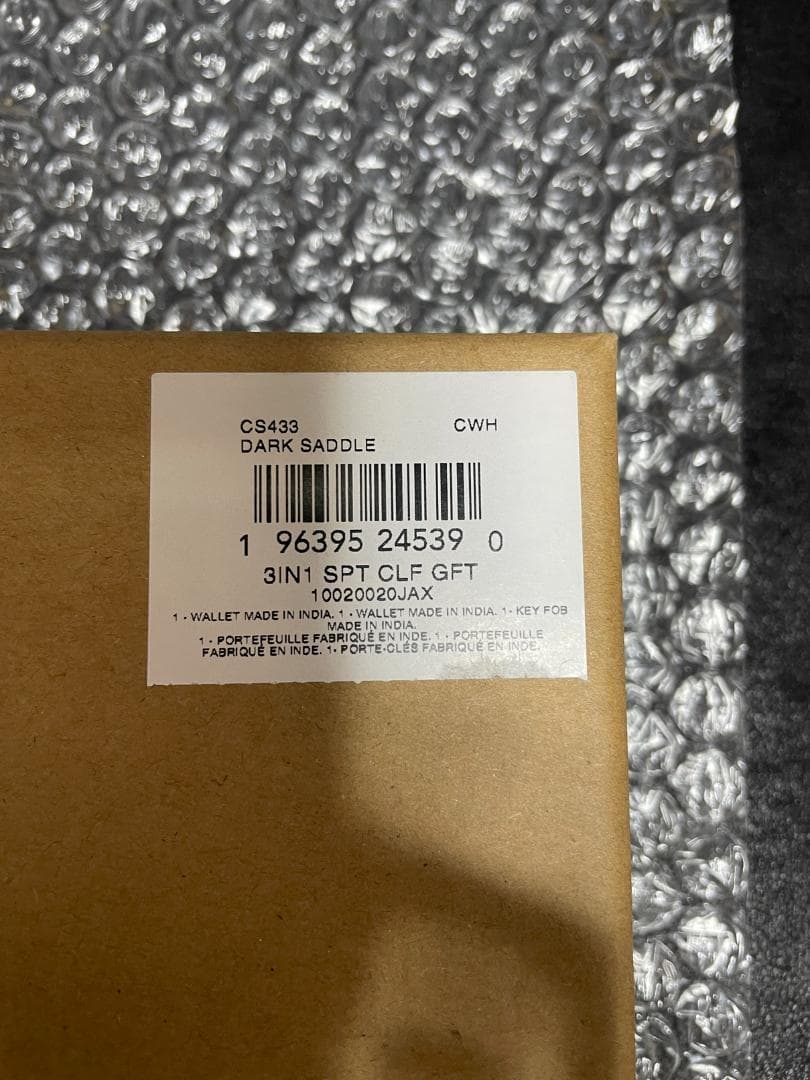 CS433 CWH
DARK SADDLE
1 96395 24539 0
3IN1 SPT CLF GFT
10020020JAX
1 - WALLET MADE IN INDIA. 1 - WALLET MADE IN INDIA. 1- KEY FOB
MADE IN INDIA.
1 - PORTEFEUILLE FABRIQUÉ EN INDE. 1 - PORTEFEUILLE
FABRIQUÉ EN INDE. 1- PORTE-CLÉS FABRIQUÉ EN INDE.